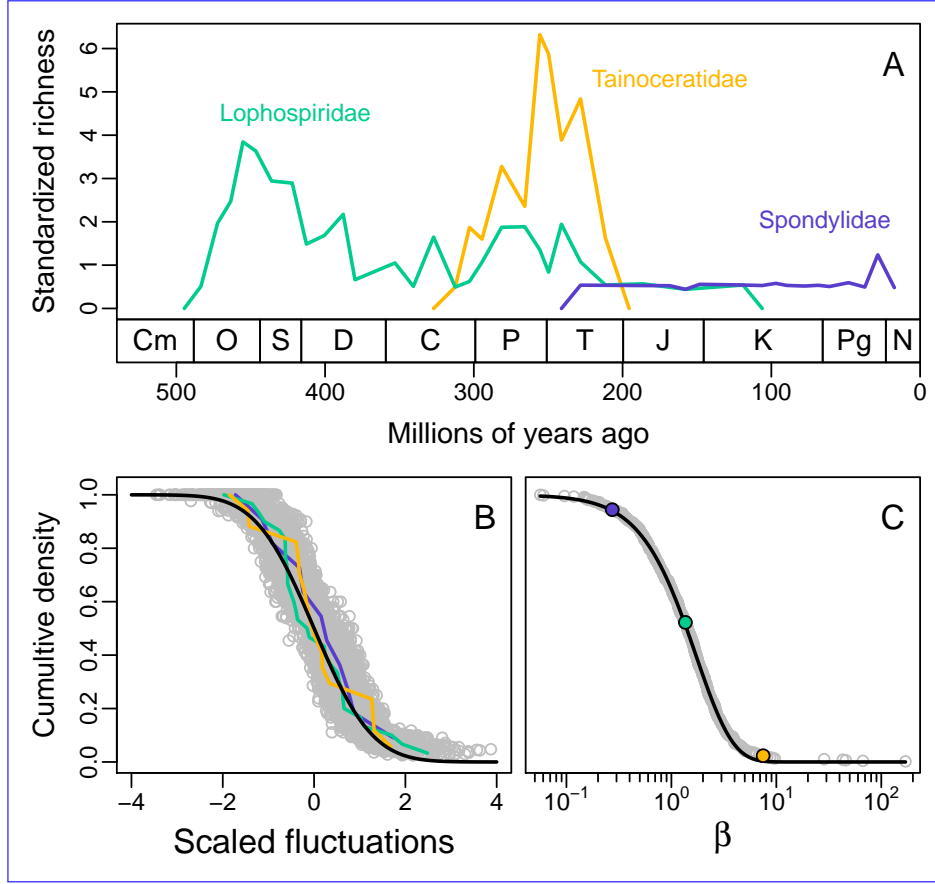 A
Standardized richness
6
5
4
3
2
1
0
Tainoceratidae
Lophospiridae
Spondylidae
Cm O S D C P T J K Pg N
500 400 300 200 100 0
Millions of years ago
B
Cumultive density
1.0
0.8
0.6
0.4
0.2
0.0
−4 −2 0 2 4
Scaled fluctuations
C
10⁻¹ 10⁰ 10¹ 10²
β